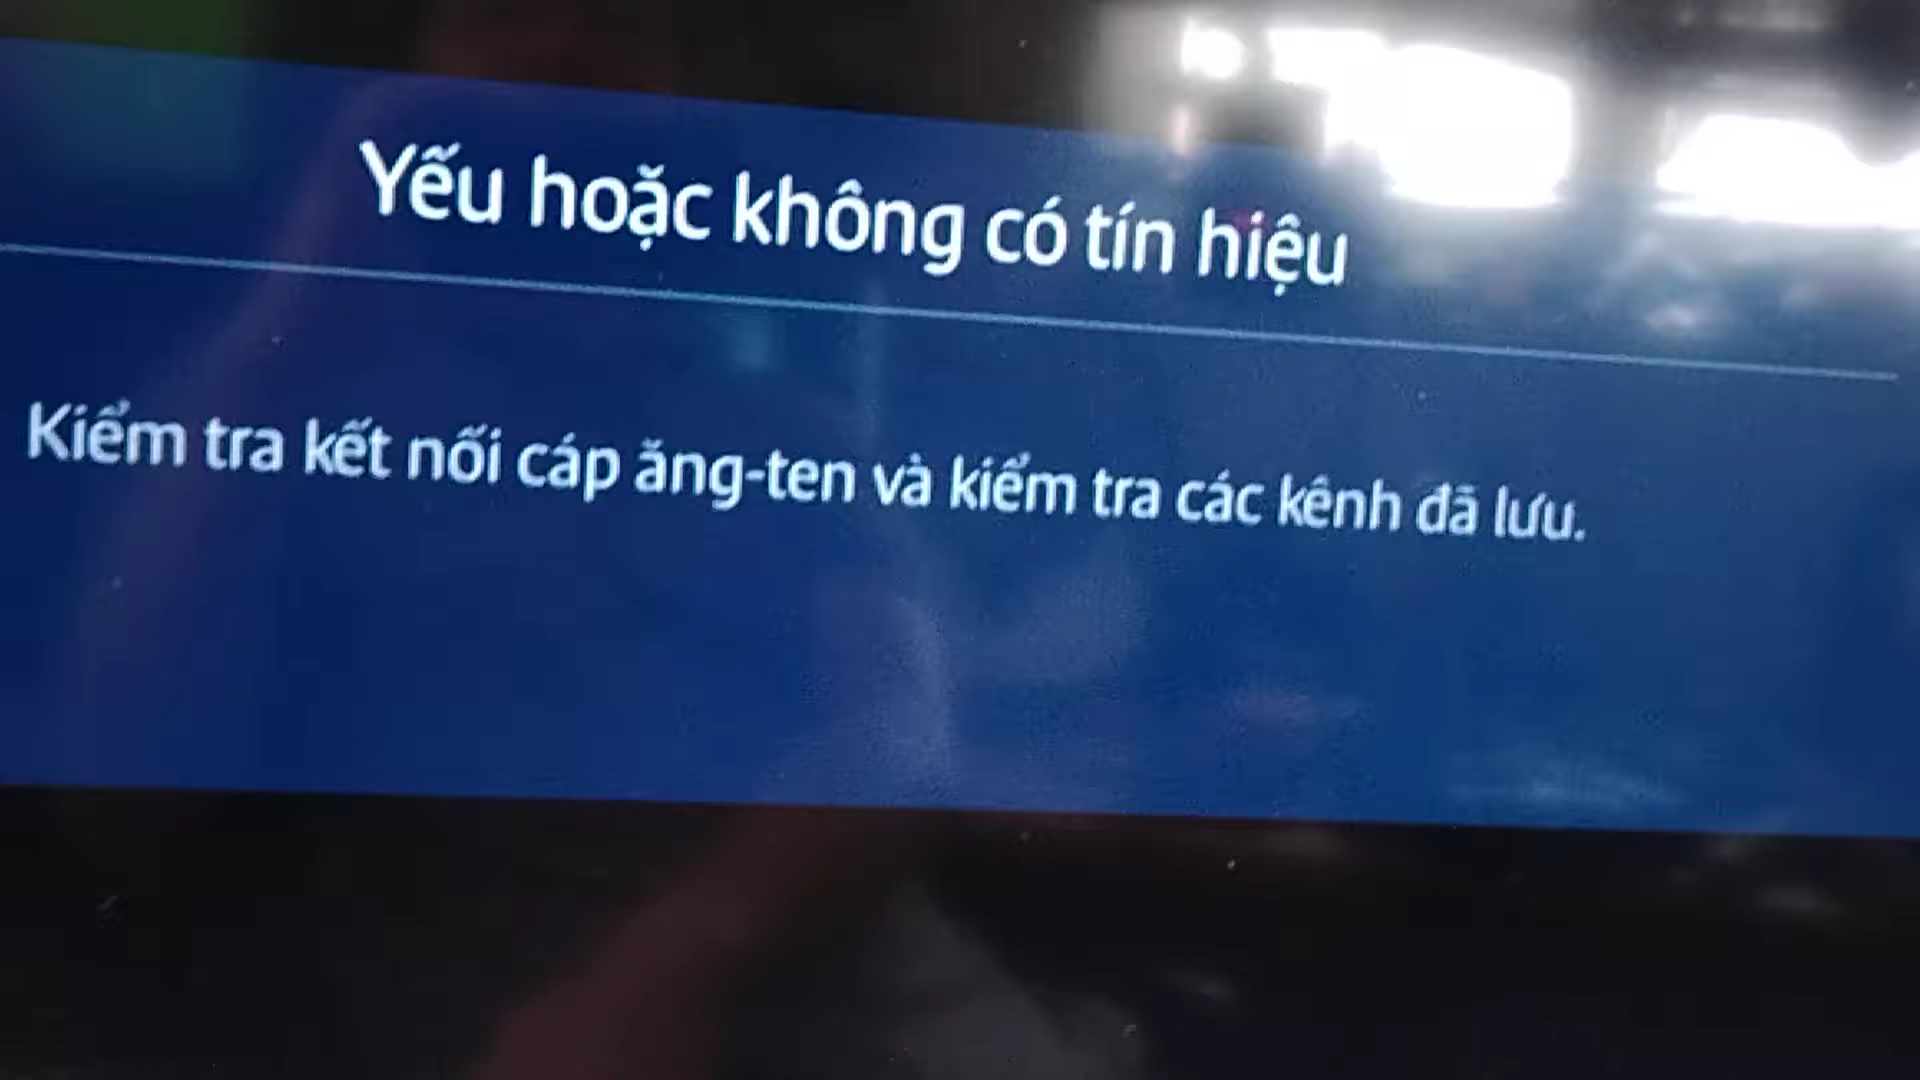 Yếu hoặc không có tín hiệu
Kiểm tra kết nối cáp ăng-ten và kiểm tra các kênh đã lưu.